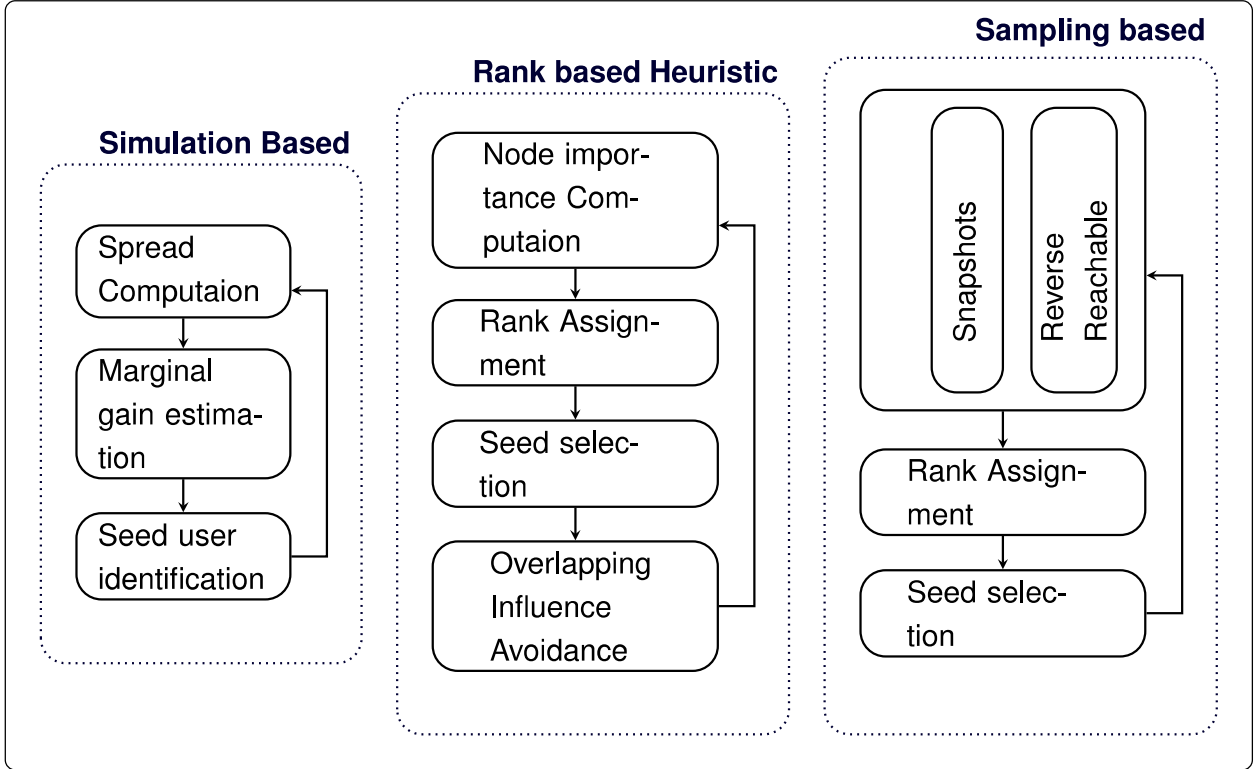 Simulation Based
Spread
Computaion
Marginal
gain estima-
tion
Seed user
identification
Rank based Heuristic
Node impor-
tance Com-
putaion
Rank Assign-
ment
Seed selec-
tion
Overlapping
Influence
Avoidance
Sampling based
Snapshots
Reverse
Reachable
Rank Assign-
ment
Seed selec-
tion